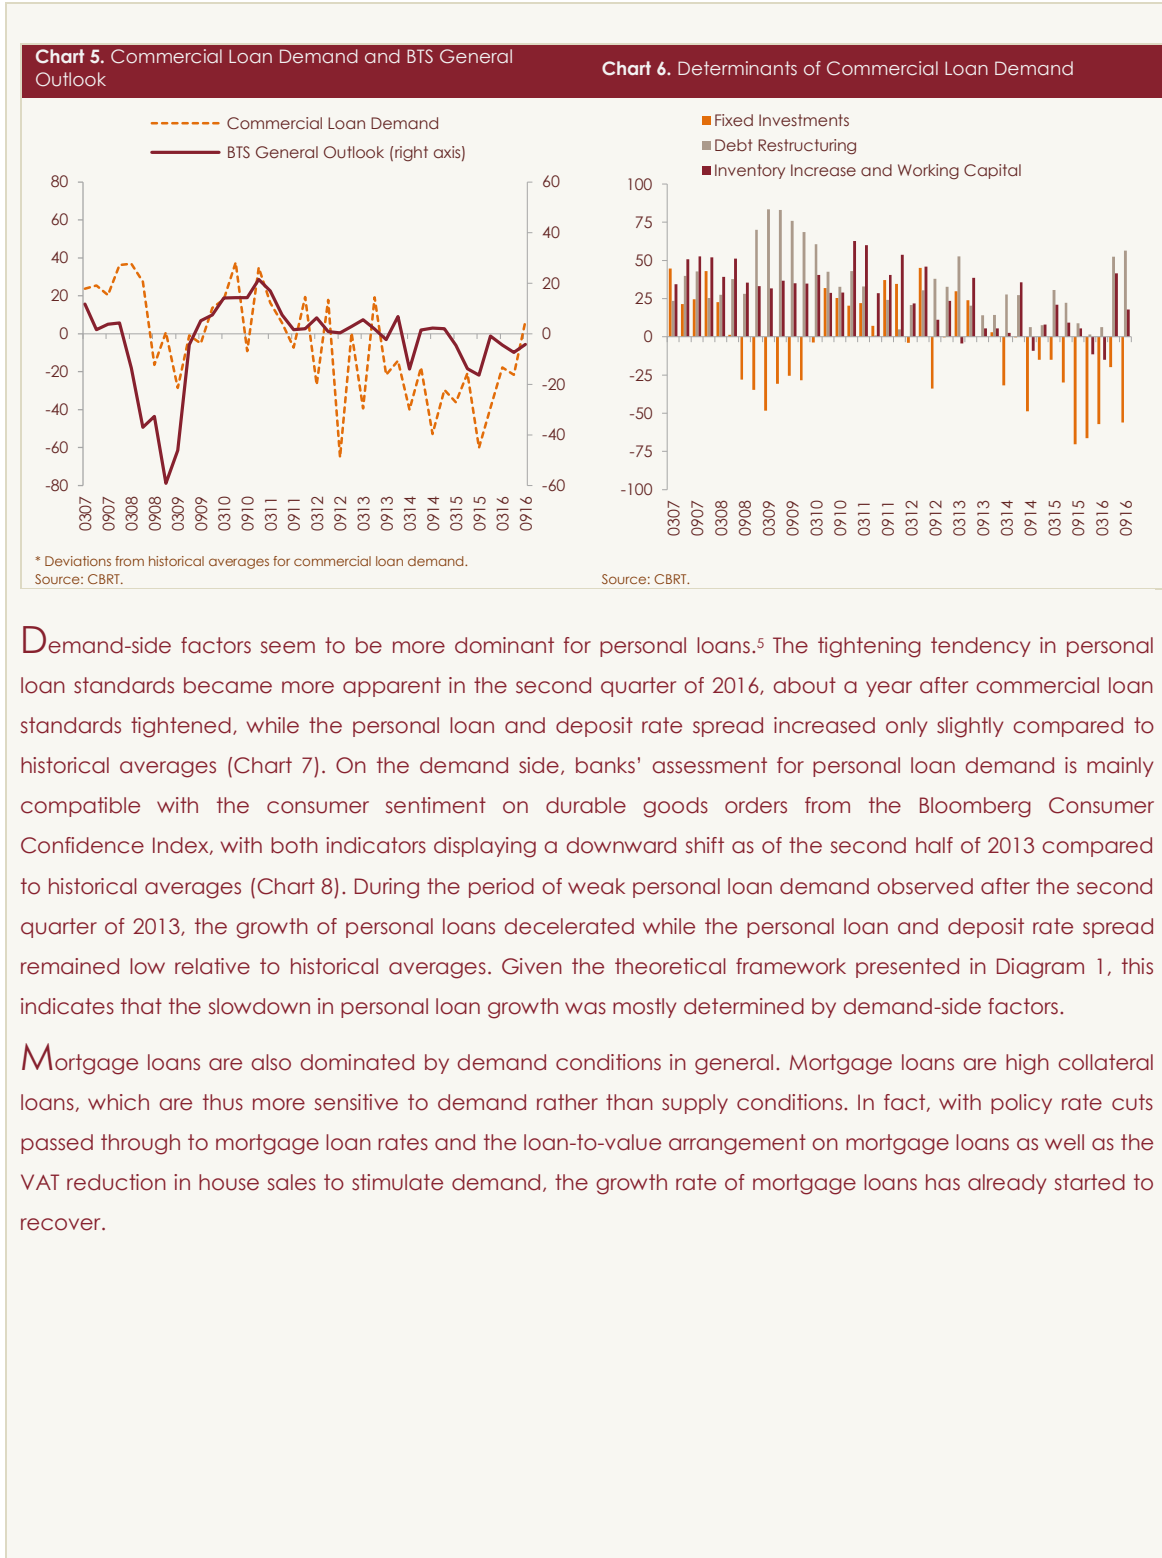 Chart 5. Commercial Loan Demand and BTS General
Outlook
Commercial Loan Demand
BTS General Outlook (right axis)
80
60
40
20
0
-20
-40
-60
-80
60
40
20
0
-20
-40
-60
0307
0907
0308
0908
0309
0909
0310
0910
0311
0911
0312
0912
0313
0913
0314
0914
0315
0915
0316
0916
* Deviations from historical averages for commercial loan demand.
Source: CBRT.
Chart 6. Determinants of Commercial Loan Demand
Fixed Investments
Debt Restructuring
Inventory Increase and Working Capital
100
75
50
25
0
-25
-50
-75
-100
0307
0907
0308
0908
0309
0909
0310
0910
0311
0911
0312
0912
0313
0913
0314
0914
0315
0915
0316
0916
Source: CBRT.
Demand-side factors seem to be more dominant for personal loans.5 The tightening tendency in personal
loan standards became more apparent in the second quarter of 2016, about a year after commercial loan
standards tightened, while the personal loan and deposit rate spread increased only slightly compared to
historical averages (Chart 7). On the demand side, banks' assessment for personal loan demand is mainly
compatible with the consumer sentiment on durable goods orders from the Bloomberg Consumer
Confidence Index, with both indicators displaying a downward shift as of the second half of 2013 compared
to historical averages (Chart 8). During the period of weak personal loan demand observed after the second
quarter of 2013, the growth of personal loans decelerated while the personal loan and deposit rate spread
remained low relative to historical averages. Given the theoretical framework presented in Diagram 1, this
indicates that the slowdown in personal loan growth was mostly determined by demand-side factors.
Mortgage loans are also dominated by demand conditions in general. Mortgage loans are high collateral
loans, which are thus more sensitive to demand rather than supply conditions. In fact, with policy rate cuts
passed through to mortgage loan rates and the loan-to-value arrangement on mortgage loans as well as the
VAT reduction in house sales to stimulate demand, the growth rate of mortgage loans has already started to
recover.